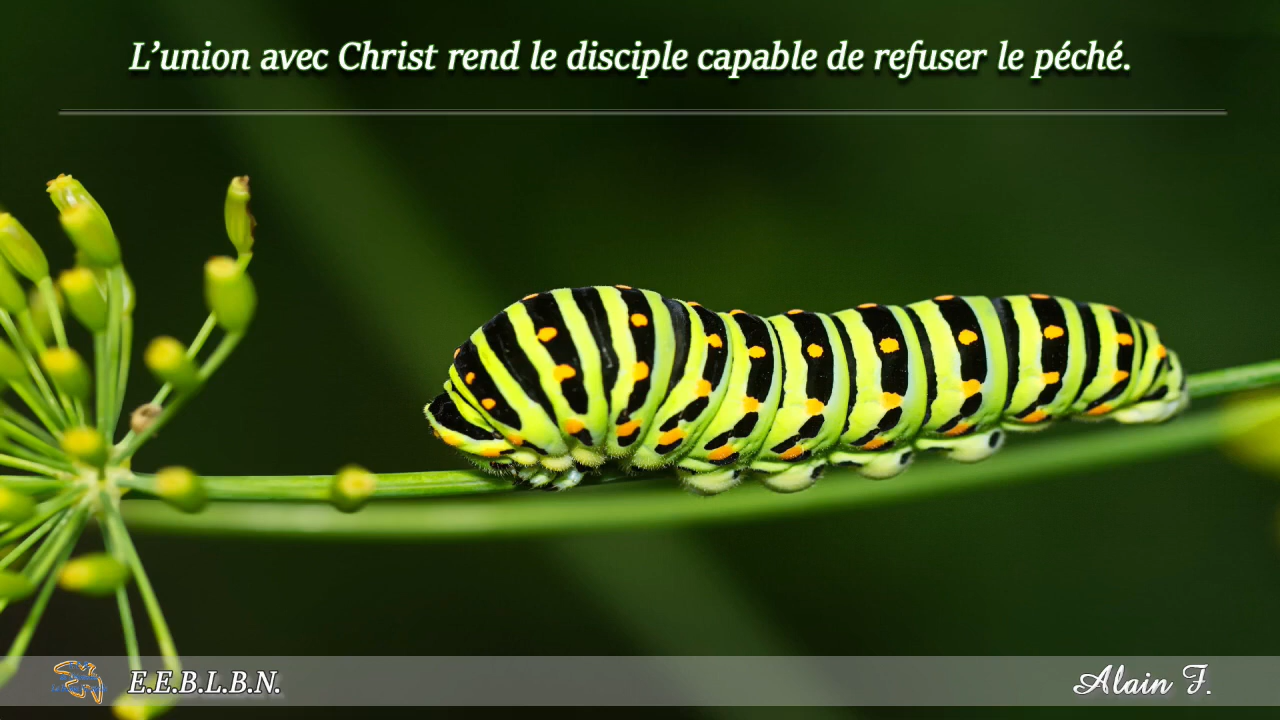 L’union avec Christ rend le disciple capable de refuser le péché.
E.E.B.L.B.N.
Alain F.